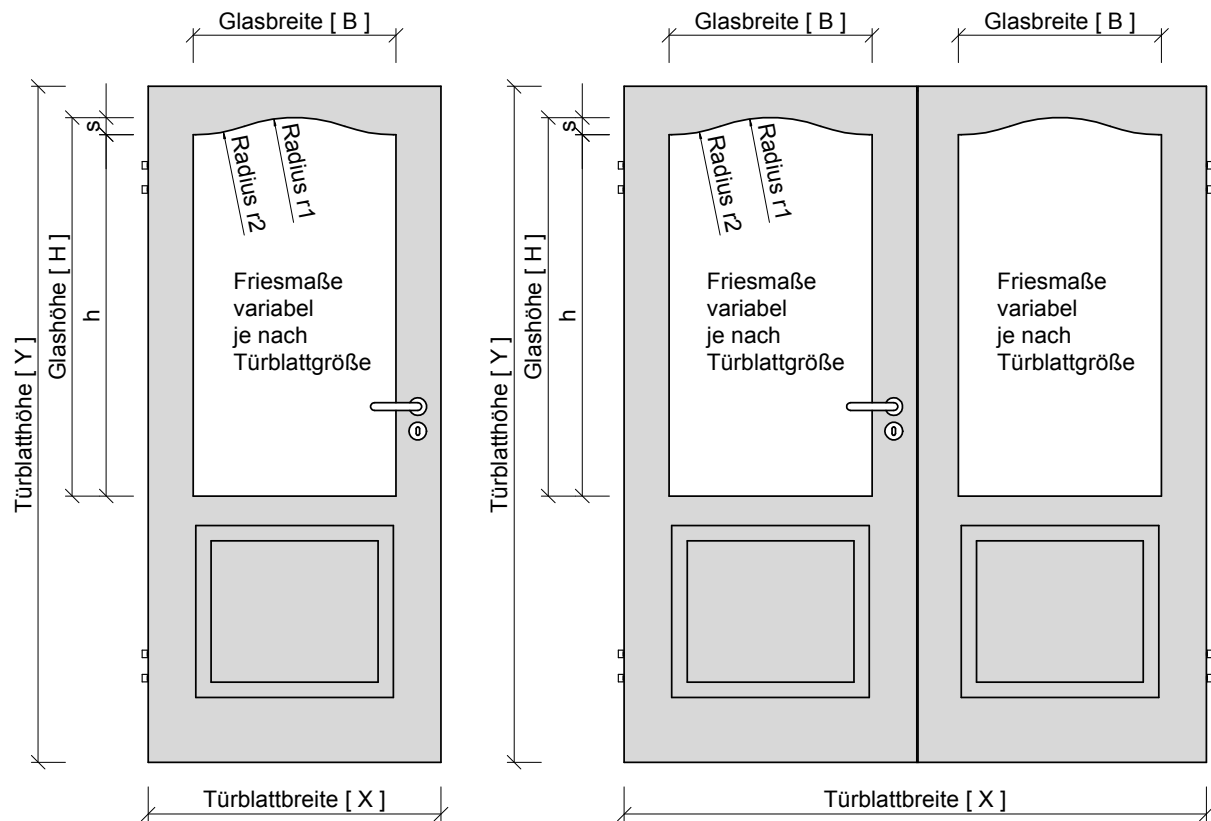 Glasbreite [ B ]
Glasbreite [ B ]
Glasbreite [ B ]
Türblatthöhe [ Y ]
Glashöhe [ H ]
s
h
Radius r2
Radius r1
Friesmaße
variabel
je nach
Türblattgröße
Türblattbreite [ X ]
Türblatthöhe [ Y ]
Glashöhe [ H ]
s
h
Radius r2
Radius r1
Friesmaße
variabel
je nach
Türblattgröße
Friesmaße
variabel
je nach
Türblattgröße
Türblattbreite [ X ]